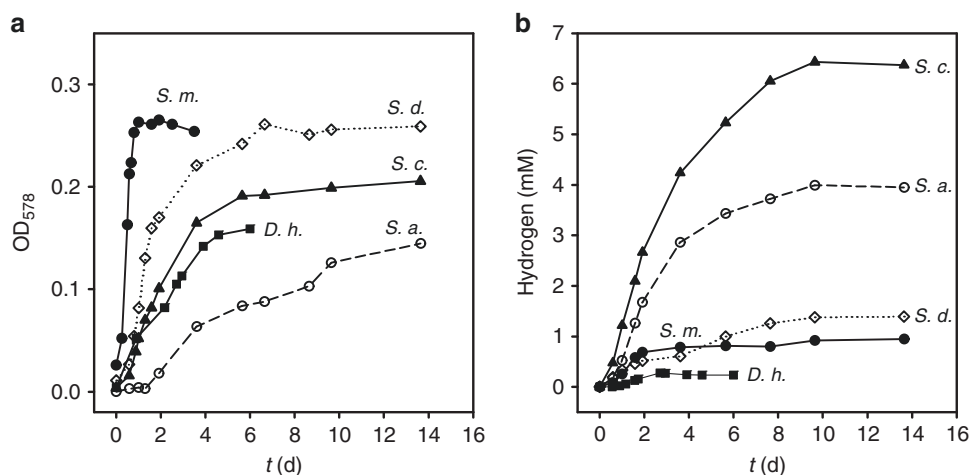 a
b
OD578
0.3
0.2
0.1
0.0
S. m.
S. d.
S. c.
D. h.
S. a.
0 2 4 6 8 10 12 14 16
t (d)
Hydrogen (mM)
7
6
5
4
3
2
1
0
S. c.
S. a.
S. m.
S. d.
D. h.
0 2 4 6 8 10 12 14 16
t (d)